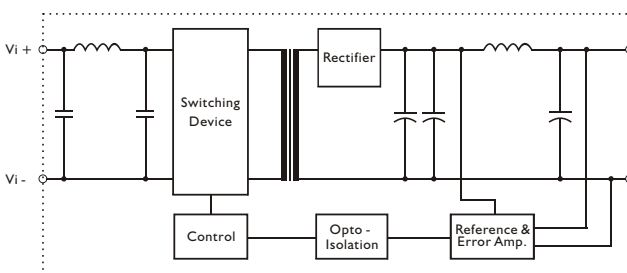 Vi +
Rectifier
Switching
Device
Vi -
Control
Opto -
Isolation
Reference &
Error Amp.